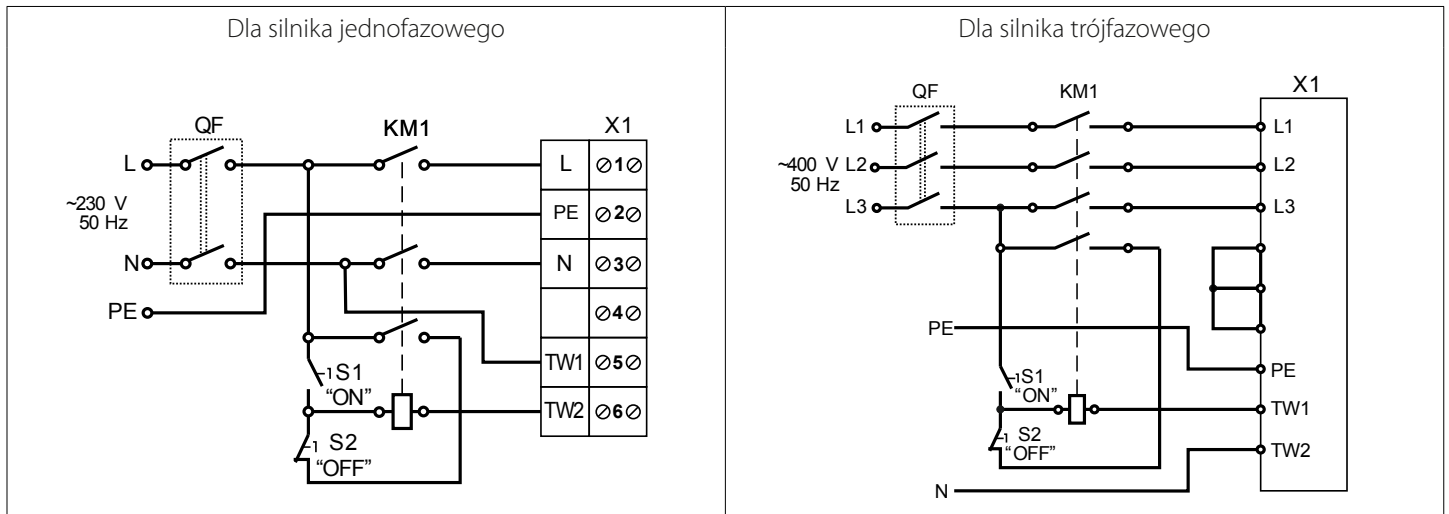 Dla silnika jednofazowego
QF
KM1
X1
L
L
1
~230 V
50 Hz
PE
2
N
N
3
PE
4
TW1
5
S1
“ON”
TW2
6
S2
“OFF”
Dla silnika trójfazowego
QF
KM1
X1
L1
L1
~400 V
50 Hz
L2
L2
L3
L3
PE
PE
S1
“ON”
TW1
S2
“OFF”
TW2
N